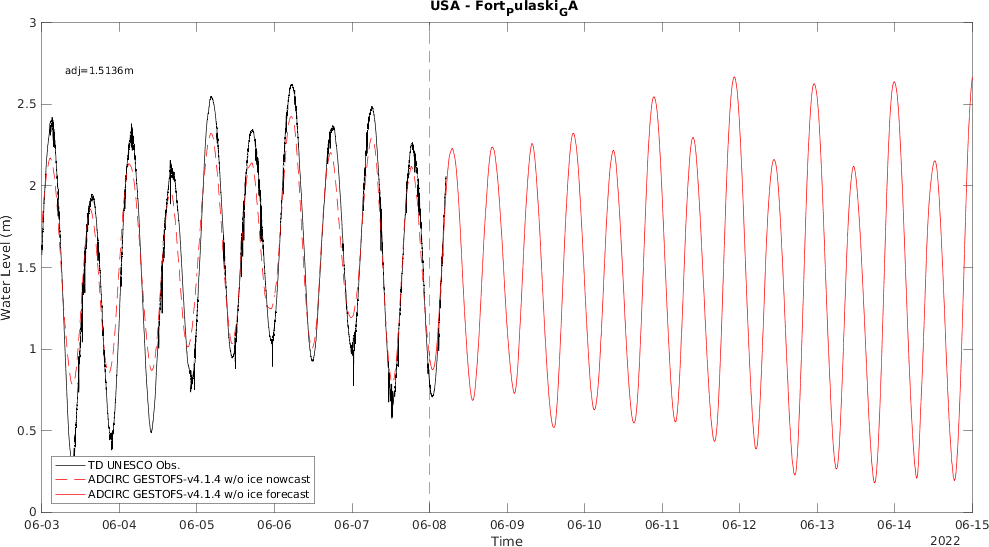 USA - FortPulaskiGA
adj=1.5136m
Water Level (m)
3
2.5
2
1.5
1
0.5
0
TD UNESCO Obs.
ADCIRC GESTOFS-v4.1.4 w/o ice nowcast
ADCIRC GESTOFS-v4.1.4 w/o ice forecast
06-03 06-04 06-05 06-06 06-07 06-08 06-09 06-10 06-11 06-12 06-13 06-14 06-15
Time
2022